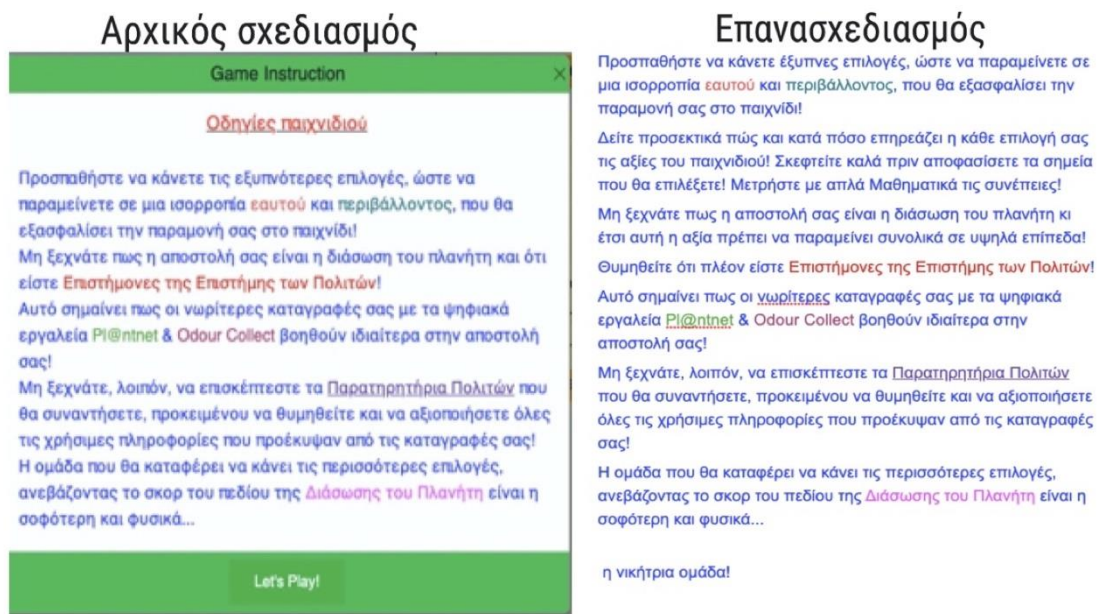 Αρχικός σχεδιασμός
Game Instruction
×
Οδηγίες παιχνιδιού
Προσπαθήστε να κάνετε τις εξυπνότερες επιλογές, ώστε να
παραμείνετε σε μια ισορροπία εαυτού και περιβάλλοντος, που θα
εξασφαλίσει την παραμονή σας στο παιχνίδι!
Μη ξεχνάτε πως η αποστολή σας είναι η διάσωση του πλανήτη και ότι
είστε Επιστήμονες της Επιστήμης των Πολιτών!
Αυτό σημαίνει πως οι νωρίτερες καταγραφές σας με τα ψηφιακά
εργαλεία Pl@ntnet & Odour Collect βοηθούν ιδιαίτερα στην αποστολή
σας!
Μη ξεχνάτε, λοιπόν, να επισκέπτεστε τα Παρατηρητήρια Πολιτών που
θα συναντήσετε, προκειμένου να θυμηθείτε και να αξιοποιήσετε όλες
τις χρήσιμες πληροφορίες που προέκυψαν από τις καταγραφές σας!
Η ομάδα που θα καταφέρει να κάνει τις περισσότερες επιλογές,
ανεβάζοντας το σκορ του πεδίου της Διάσωσης του Πλανήτη είναι η
σοφότερη και φυσικά...
Let's Play!
Επανασχεδιασμός
Προσπαθήστε να κάνετε έξυπνες επιλογές, ώστε να παραμείνετε σε
μια ισορροπία εαυτού και περιβάλλοντος, που θα εξασφαλίσει την
παραμονή σας στο παιχνίδι!
Δείτε προσεκτικά πώς και κατά πόσο επηρεάζει η κάθε επιλογή σας
τις αξίες του παιχνιδιού! Σκεφτείτε καλά πριν αποφασίσετε τα σημεία
που θα επιλέξετε! Μετρήστε με απλά Μαθηματικά τις συνέπειες!
Μη ξεχνάτε πως η αποστολή σας είναι η διάσωση του πλανήτη κι
έτσι αυτή η αξία πρέπει να παραμείνει συνολικά σε υψηλά επίπεδα!
Θυμηθείτε ότι πλέον είστε Επιστήμονες της Επιστήμης των Πολιτών!
Αυτό σημαίνει πως οι νωρίτερες καταγραφές σας με τα ψηφιακά
εργαλεία Pl@ntnet & Odour Collect βοηθούν ιδιαίτερα στην
αποστολή σας!
Μη ξεχνάτε, λοιπόν, να επισκέπτεστε τα Παρατηρητήρια Πολιτών
που θα συναντήσετε, προκειμένου να θυμηθείτε και να αξιοποιήσετε
όλες τις χρήσιμες πληροφορίες που προέκυψαν από τις καταγραφές
σας!
Η ομάδα που θα καταφέρει να κάνει τις περισσότερες επιλογές,
ανεβάζοντας το σκορ του πεδίου της Διάσωσης του Πλανήτη είναι η
σοφότερη και φυσικά...
η νικήτρια ομάδα!